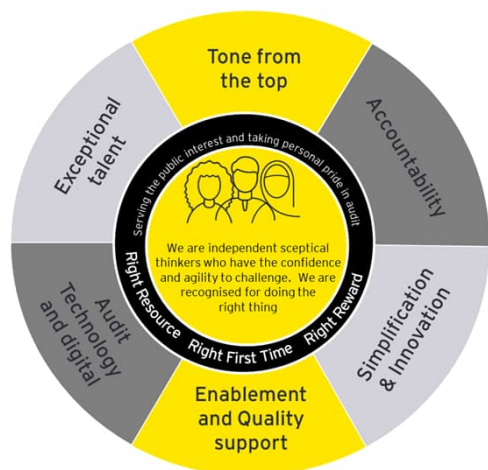 Tone from
the top
Accountability
Simplification
& Innovation
Enablement
and Quality
support
Audit
Technology
and digital
Exceptional
talent
Serving the public interest and taking personal pride in audit
We are independent sceptical
thinkers who have the confidence
and agility to challenge. We are
recognised for doing the
right thing
Right Resource
Right First Time
Right Reward